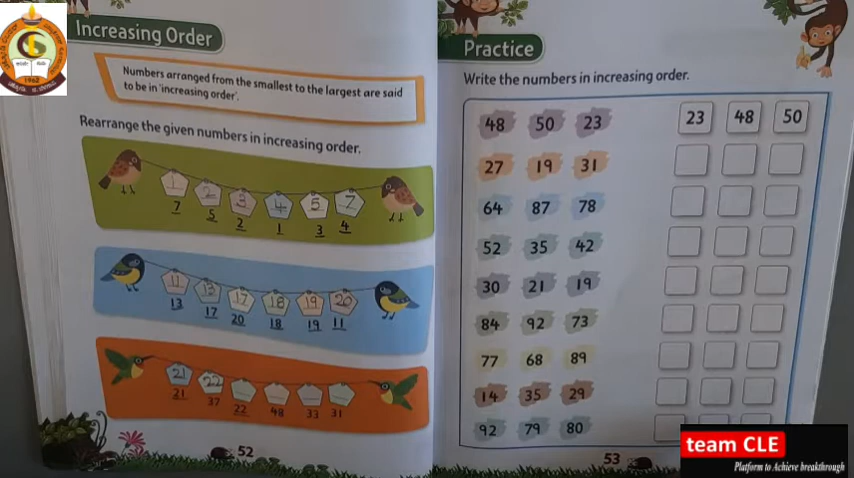 Increasing Order
Numbers arranged from the smallest to the largest are said
to be in 'increasing order'.
Rearrange the given numbers in increasing order.
1 2 3 4 5 7
7 5 2 1 3 4
11 13 17 18 19 20
13 17 20 18 19 11
21 22
21 37 22 48 33 31
52
Practice
Write the numbers in increasing order.
48 50 23 23 48 50
27 19 31
64 87 78
52 35 42
30 21 19
84 92 73
77 68 89
14 35 29
92 79 80
53
1962
team CLE
Platform to Achieve breakthrough